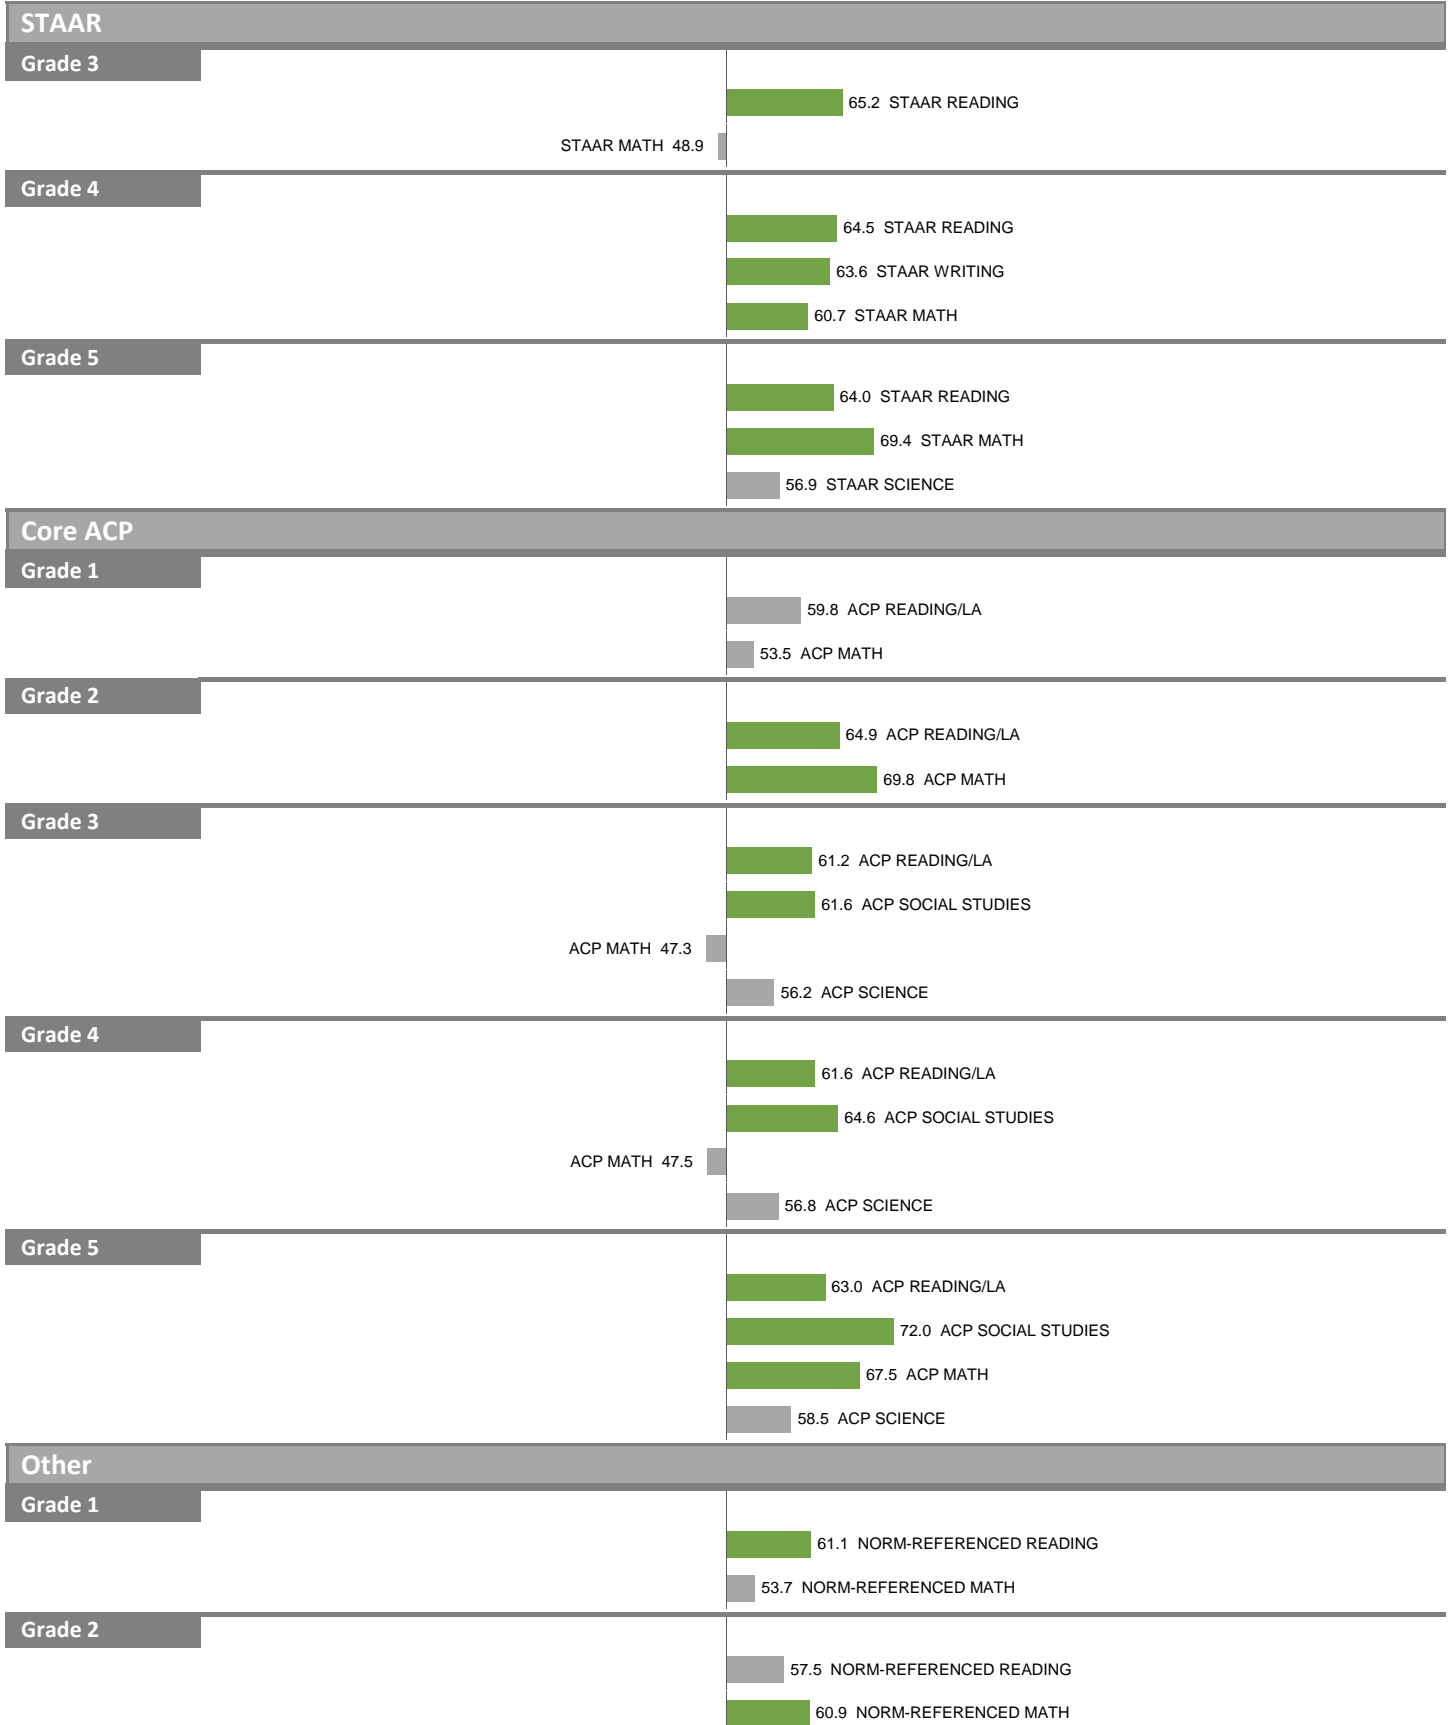 STAAR
Grade 3
65.2 STAAR READING
STAAR MATH 48.9
Grade 4
64.5 STAAR READING
63.6 STAAR WRITING
60.7 STAAR MATH
Grade 5
64.0 STAAR READING
69.4 STAAR MATH
56.9 STAAR SCIENCE
Core ACP
Grade 1
59.8 ACP READING/LA
53.5 ACP MATH
Grade 2
64.9 ACP READING/LA
69.8 ACP MATH
Grade 3
61.2 ACP READING/LA
61.6 ACP SOCIAL STUDIES
ACP MATH 47.3
56.2 ACP SCIENCE
Grade 4
61.6 ACP READING/LA
64.6 ACP SOCIAL STUDIES
ACP MATH 47.5
56.8 ACP SCIENCE
Grade 5
63.0 ACP READING/LA
72.0 ACP SOCIAL STUDIES
67.5 ACP MATH
58.5 ACP SCIENCE
Other
Grade 1
61.1 NORM-REFERENCED READING
53.7 NORM-REFERENCED MATH
Grade 2
57.5 NORM-REFERENCED READING
60.9 NORM-REFERENCED MATH